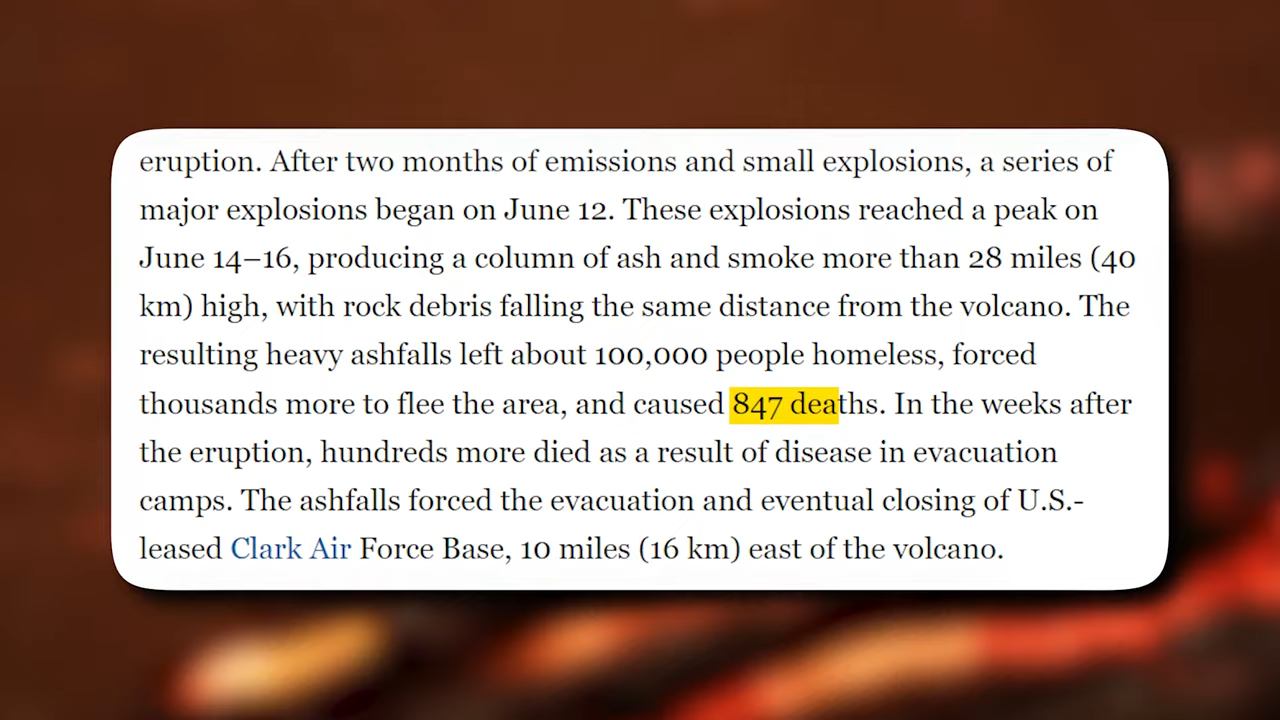 eruption. After two months of emissions and small explosions, a series of
major explosions began on June 12. These explosions reached a peak on
June 14–16, producing a column of ash and smoke more than 28 miles (40
km) high, with rock debris falling the same distance from the volcano. The
resulting heavy ashfalls left about 100,000 people homeless, forced
thousands more to flee the area, and caused 847 deaths. In the weeks after
the eruption, hundreds more died as a result of disease in evacuation
camps. The ashfalls forced the evacuation and eventual closing of U.S.-
leased Clark Air Force Base, 10 miles (16 km) east of the volcano.